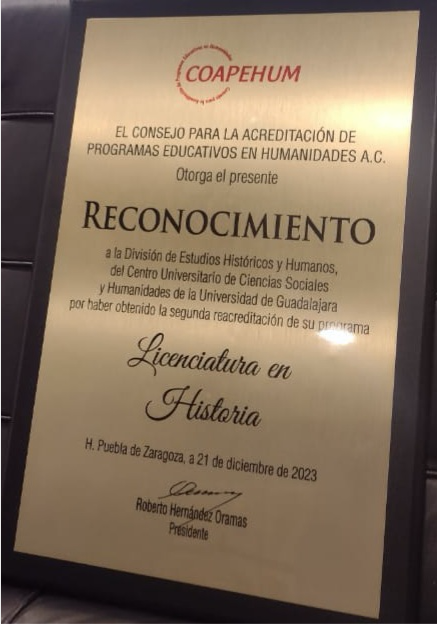 COAPEHUM
EL CONSEJO PARA LA ACREDITACIÓN DE
PROGRAMAS EDUCATIVOS EN HUMANIDADES A.C.
Otorga el presente
RECONOCIMIENTO
a la División de Estudios Históricos y Humanos,
del Centro Universitario de Ciencias Sociales
y Humanidades de la Universidad de Guadalajara
por haber obtenido la segunda reacreditación de su programa
Licenciatura en
Historia
H. Puebla de Zaragoza, a 21 de diciembre de 2023
Roberto Hernández Oramas
Presidente